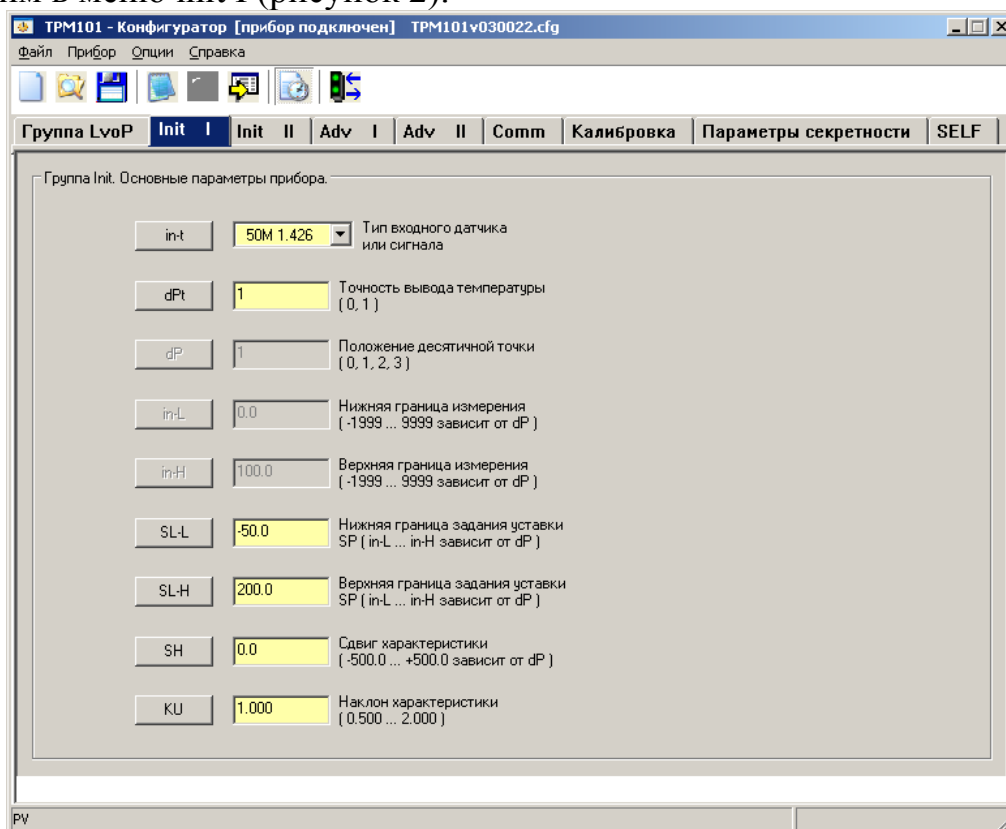 им в меню init I (рисунок 2).
ТРМ101 - Конфигуратор [прибор подключен] ТРМ101v030022.cfg
Файл Прибор Опции Справка
Группа LvoP Init I Init II Adv I Adv II Comm Калибровка Параметры секретности SELF
Группа Init. Основные параметры прибора.
in-t 50M 1.426 Тип входного датчика
или сигнала
dPt 1 Точность вывода температуры
( 0, 1 )
dP 1 Положение десятичной точки
( 0, 1, 2, 3 )
in-L 0.0 Нижняя граница измерения
( -1999 ... 9999 зависит от dP )
in-H 100.0 Верхняя граница измерения
( -1999 ... 9999 зависит от dP )
SL-L -50.0 Нижняя граница задания уставки
SP ( in-L ... in-H зависит от dP )
SL-H 200.0 Верхняя граница задания уставки
SP ( in-L ... in-H зависит от dP )
SH 0.0 Сдвиг характеристики
( -500.0 ... +500.0 зависит от dP )
KU 1.000 Наклон характеристики
( 0.500 ... 2.000 )
PV